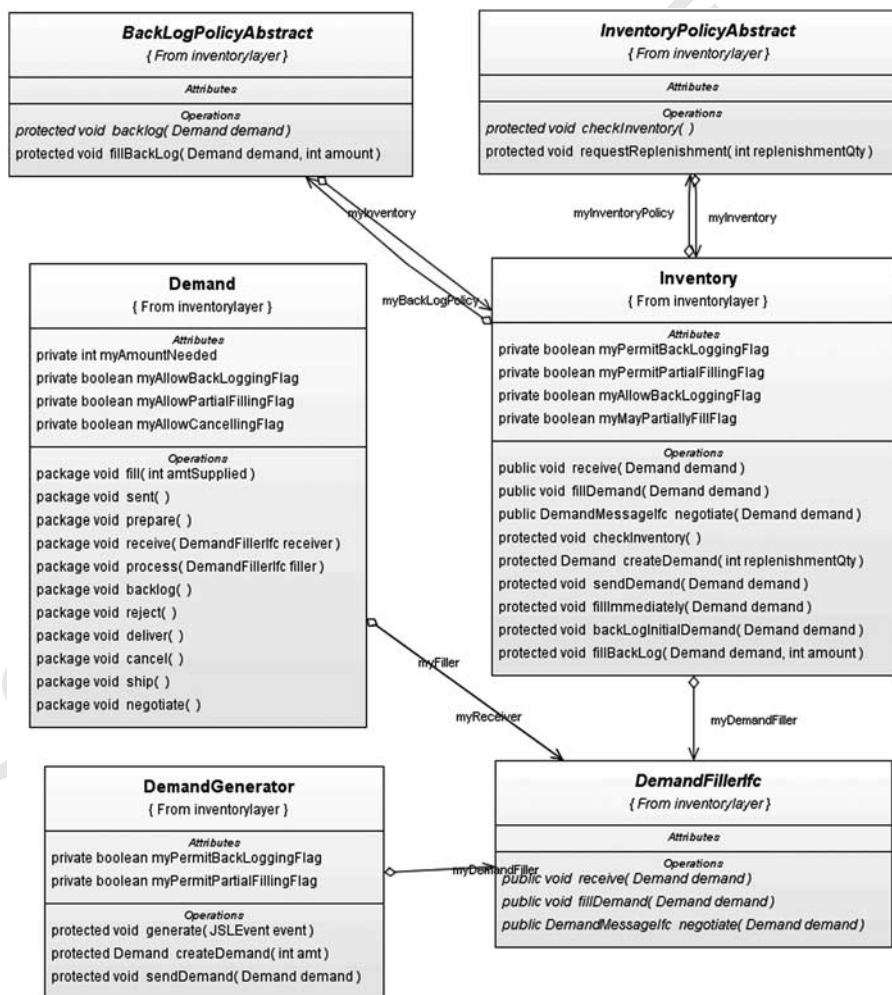 BackLogPolicyAbstract
{ From inventorylayer }
Attributes
Operations
protected void backlog( Demand demand )
protected void fillBackLog( Demand demand, int amount )
InventoryPolicyAbstract
{ From inventorylayer }
Attributes
Operations
protected void checkInventory( )
protected void requestReplenishment( int replenishmentQty )
myInventory
myInventoryPolicy
myInventory
myBackLogPolicy
Demand
{ From inventorylayer }
Attributes
private int myAmountNeeded
private boolean myAllowBackLoggingFlag
private boolean myAllowPartialFillingFlag
private boolean myAllowCancellingFlag
Operations
package void fill( int amtSupplied )
package void sent( )
package void prepare( )
package void receive( DemandFillerIfc receiver )
package void process( DemandFillerIfc filler )
package void backlog( )
package void reject( )
package void deliver( )
package void cancel( )
package void ship( )
package void negotiate( )
Inventory
{ From inventorylayer }
Attributes
private boolean myPermitBackLoggingFlag
private boolean myPermitPartialFillingFlag
private boolean myAllowBackLoggingFlag
private boolean myMayPartiallyFillFlag
Operations
public void receive( Demand demand )
public void fillDemand( Demand demand )
public DemandMessageIfc negotiate( Demand demand )
protected void checkInventory( )
protected Demand createDemand( int replenishmentQty )
protected void sendDemand( Demand demand )
protected void fillImmediately( Demand demand )
protected void backLogInitialDemand( Demand demand )
protected void fillBackLog( Demand demand, int amount )
myFiller
myReceiver
myDemandFiller
DemandGenerator
{ From inventorylayer }
Attributes
private boolean myPermitBackLoggingFlag
private boolean myPermitPartialFillingFlag
Operations
protected void generate( JSLEvent event )
protected Demand createDemand( int amt )
protected void sendDemand( Demand demand )
myDemandFiller
DemandFillerIfc
{ From inventorylayer }
Attributes
Operations
public void receive( Demand demand )
public void fillDemand( Demand demand )
public DemandMessageIfc negotiate( Demand demand )